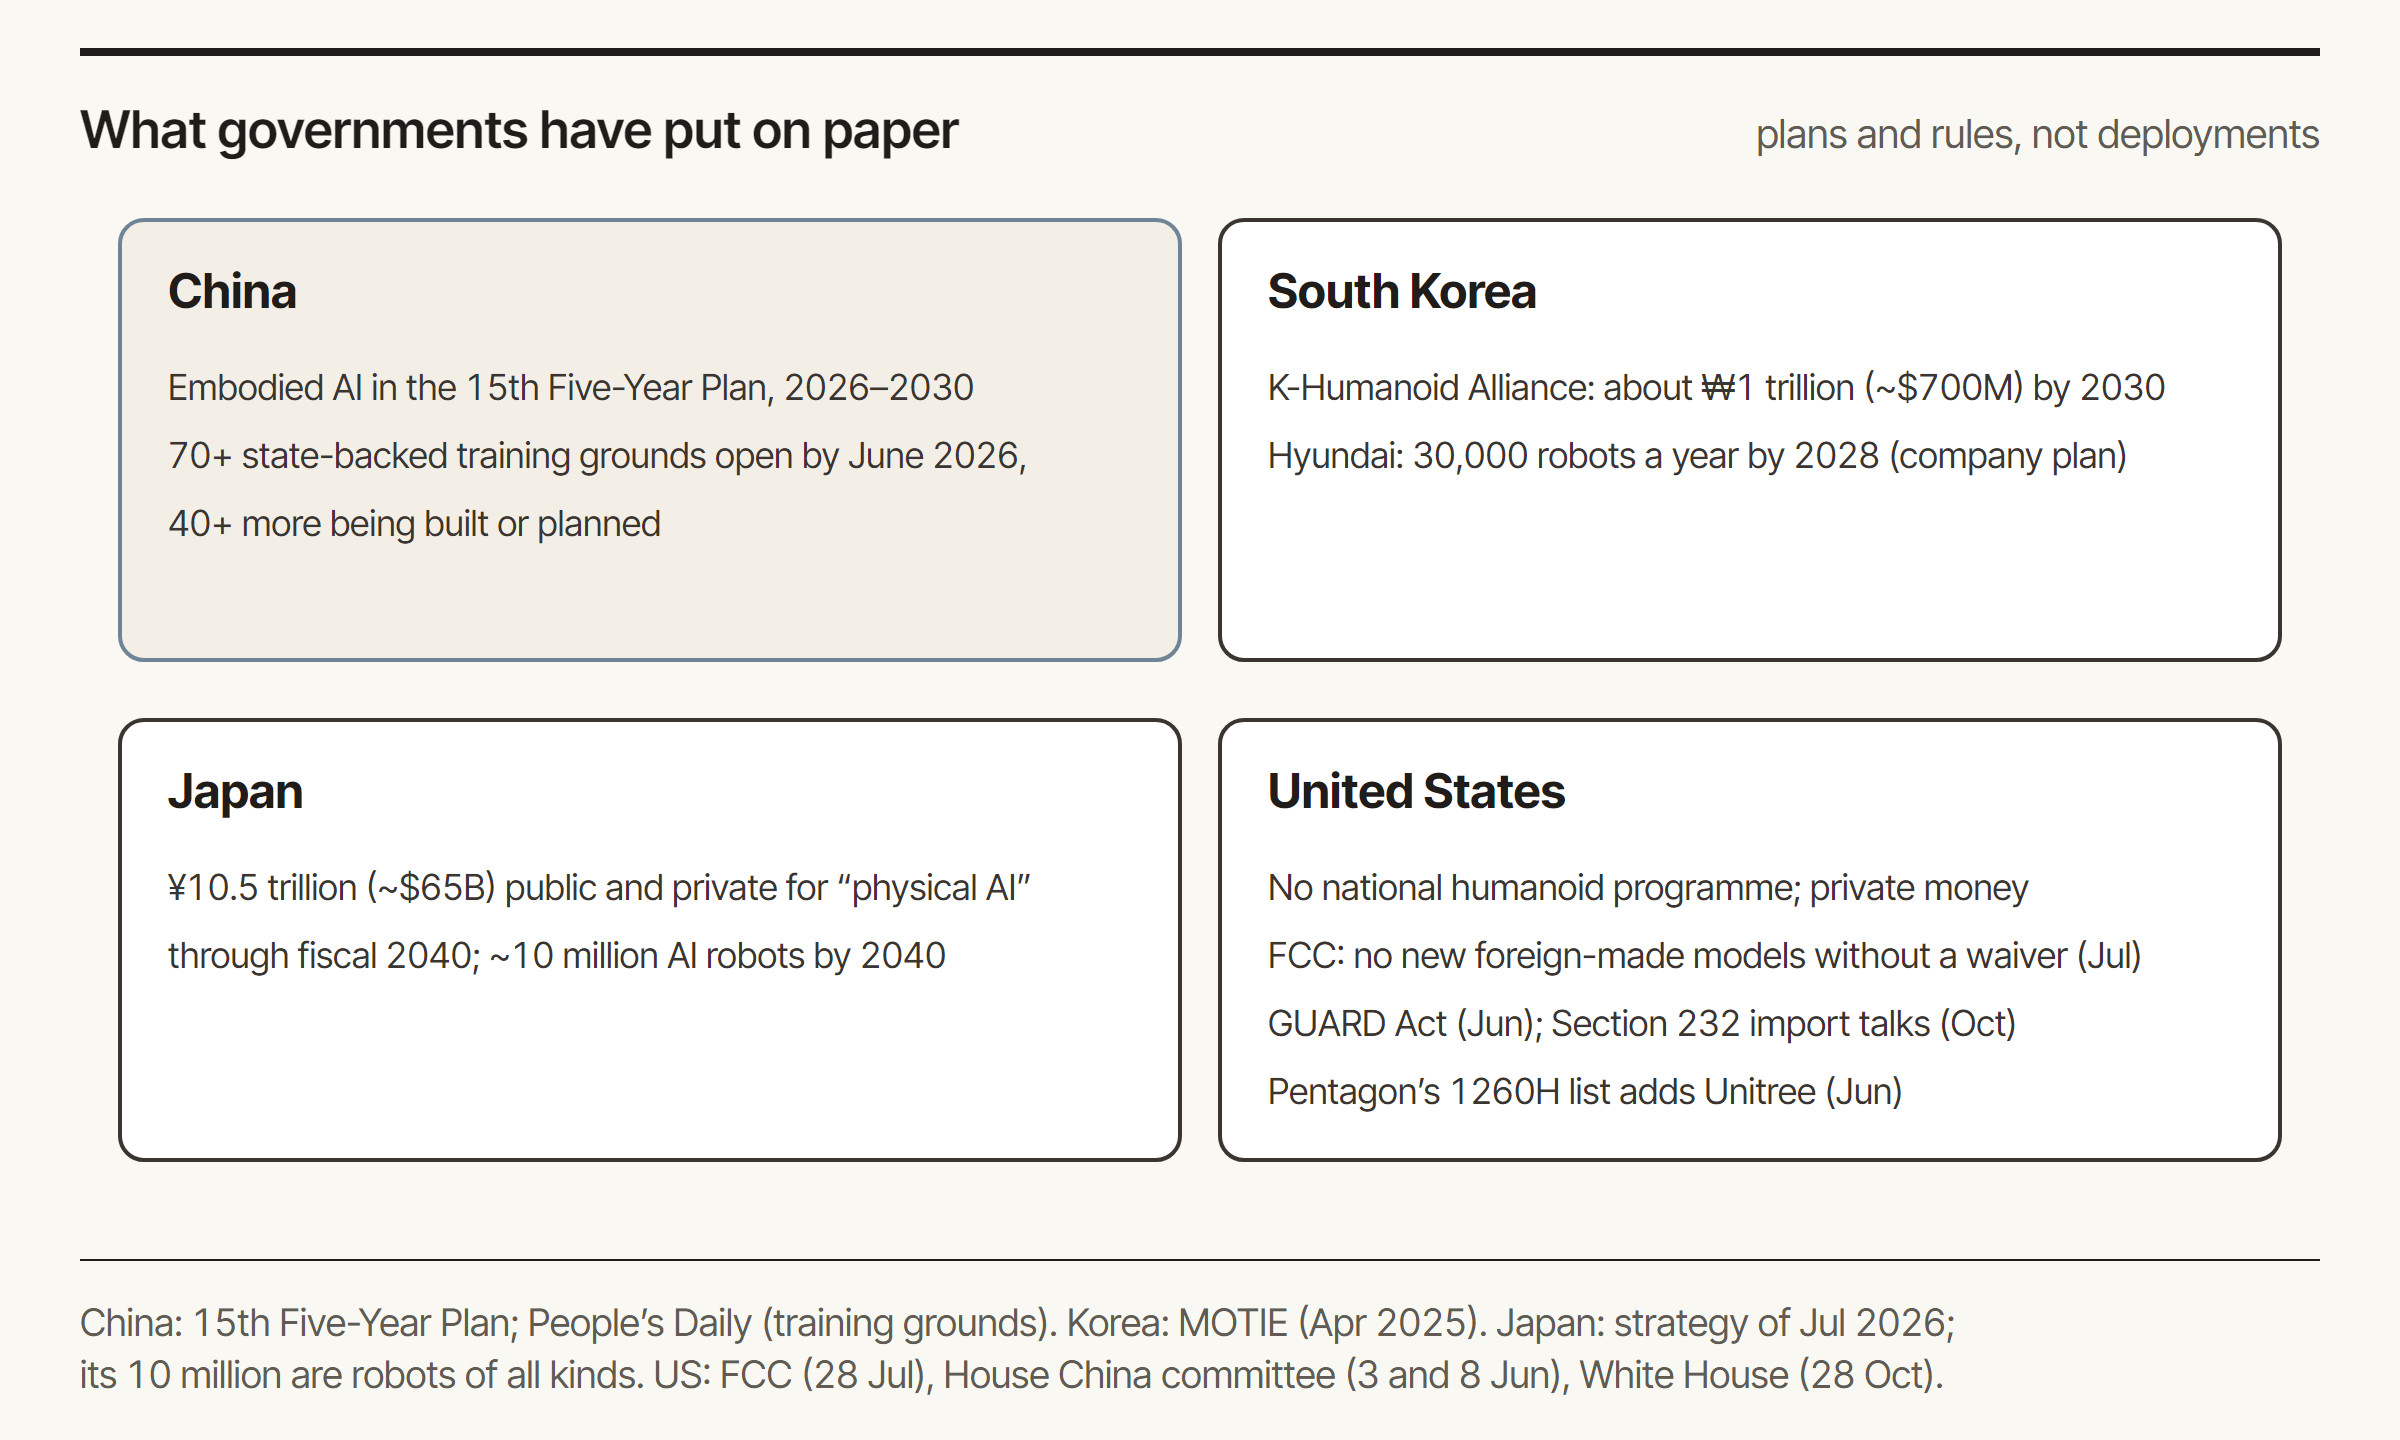 What governments have put on paper
plans and rules, not deployments
China
Embodied AI in the 15th Five-Year Plan, 2026–2030
70+ state-backed training grounds open by June 2026,
40+ more being built or planned
South Korea
K-Humanoid Alliance: about ₩1 trillion (~$700M) by 2030
Hyundai: 30,000 robots a year by 2028 (company plan)
Japan
¥10.5 trillion (~$65B) public and private for “physical AI”
through fiscal 2040; ~10 million AI robots by 2040
United States
No national humanoid programme; private money
FCC: no new foreign-made models without a waiver (Jul)
GUARD Act (Jun); Section 232 import talks (Oct)
Pentagon’s 1260H list adds Unitree (Jun)
China: 15th Five-Year Plan; People’s Daily (training grounds). Korea: MOTIE (Apr 2025). Japan: strategy of Jul 2026;
its 10 million are robots of all kinds. US: FCC (28 Jul), House China committee (3 and 8 Jun), White House (28 Oct).